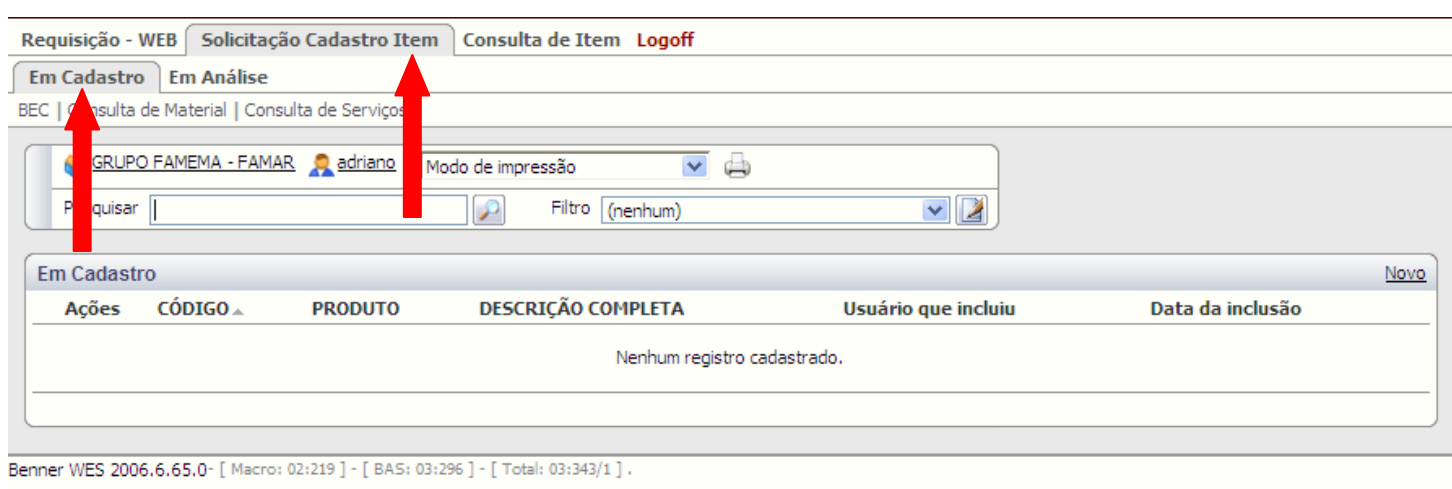 Requisição - WEB Solicitação Cadastro Item Consulta de Item Logoff
Em Cadastro Em Análise
BEC | Consulta de Material | Consulta de Serviços
GRUPO FAMEMA - FAMAR adriano Modo de impressão
Pesquisar Filtro (nenhum)
Em Cadastro Novo
Ações CÓDIGO PRODUTO DESCRIÇÃO COMPLETA Usuário que incluiu Data da inclusão
Nenhum registro cadastrado.
Benner WES 2006.6.65.0- [ Macro: 02:219 ] - [ BAS: 03:296 ] - [ Total: 03:343/1 ] .